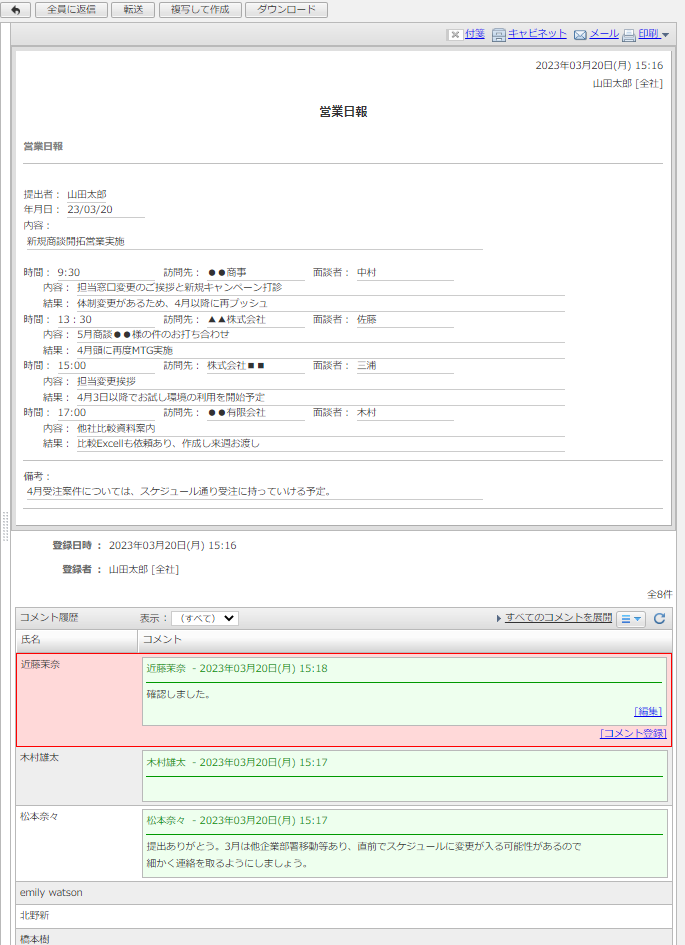 全員に返信 転送 複写して作成 ダウンロード
付箋 キャビネット メール 印刷
2023年03月20日(月) 15:16
山田太郎 [全社]
営業日報
営業日報
提出者： 山田太郎
年月日： 23/03/20
内容：
新規商談開拓営業実施
時間： 9:30 訪問先： ●●商事 面談者： 中村
内容： 担当窓口変更のご挨拶と新規キャンペーン打診
結果： 体制変更があるため、4月以降に再プッシュ
時間： 13：30 訪問先： ▲▲株式会社 面談者： 佐藤
内容： 5月商談●●様の件のお打ち合わせ
結果： 4月頭に再度MTG実施
時間： 15:00 訪問先： 株式会社■■ 面談者： 三浦
内容： 担当変更挨拶
結果： 4月3日以降でお試し環境の利用を開始予定
時間： 17:00 訪問先： ●●有限会社 面談者： 木村
内容： 他社比較資料案内
結果： 比較Excellも依頼あり、作成し来週お渡し
備考：
4月受注案件については、スケジュール通り受注に持っていける予定。
登録日時 ： 2023年03月20日(月) 15:16
登録者 ： 山田太郎 [全社]
全8件
コメント履歴 表示： （すべて） すべてのコメントを展開
氏名 コメント
近藤茉奈 近藤茉奈 - 2023年03月20日(月) 15:18
確認しました。
[編集]
[コメント登録]
木村雄太 木村雄太 - 2023年03月20日(月) 15:17
松本奈々 松本奈々 - 2023年03月20日(月) 15:17
提出ありがとう。3月は他企業部署移動等あり、直前でスケジュールに変更が入る可能性があるので
細かく連絡を取るようにしましょう。
emily watson
北野新
橋本樹